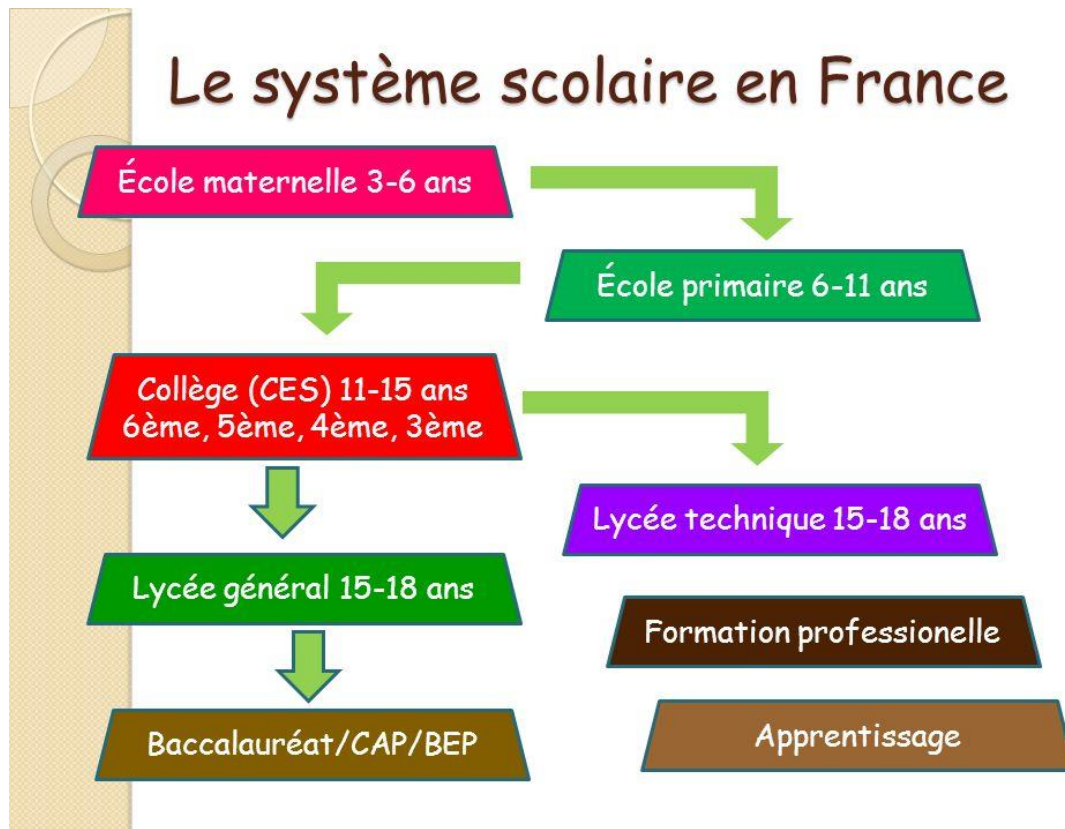 Le système scolaire en France
École maternelle 3-6 ans
École primaire 6-11 ans
Collège (CES) 11-15 ans
6ème, 5ème, 4ème, 3ème
Lycée technique 15-18 ans
Lycée général 15-18 ans
Formation professionelle
Baccalauréat/CAP/BEP
Apprentissage